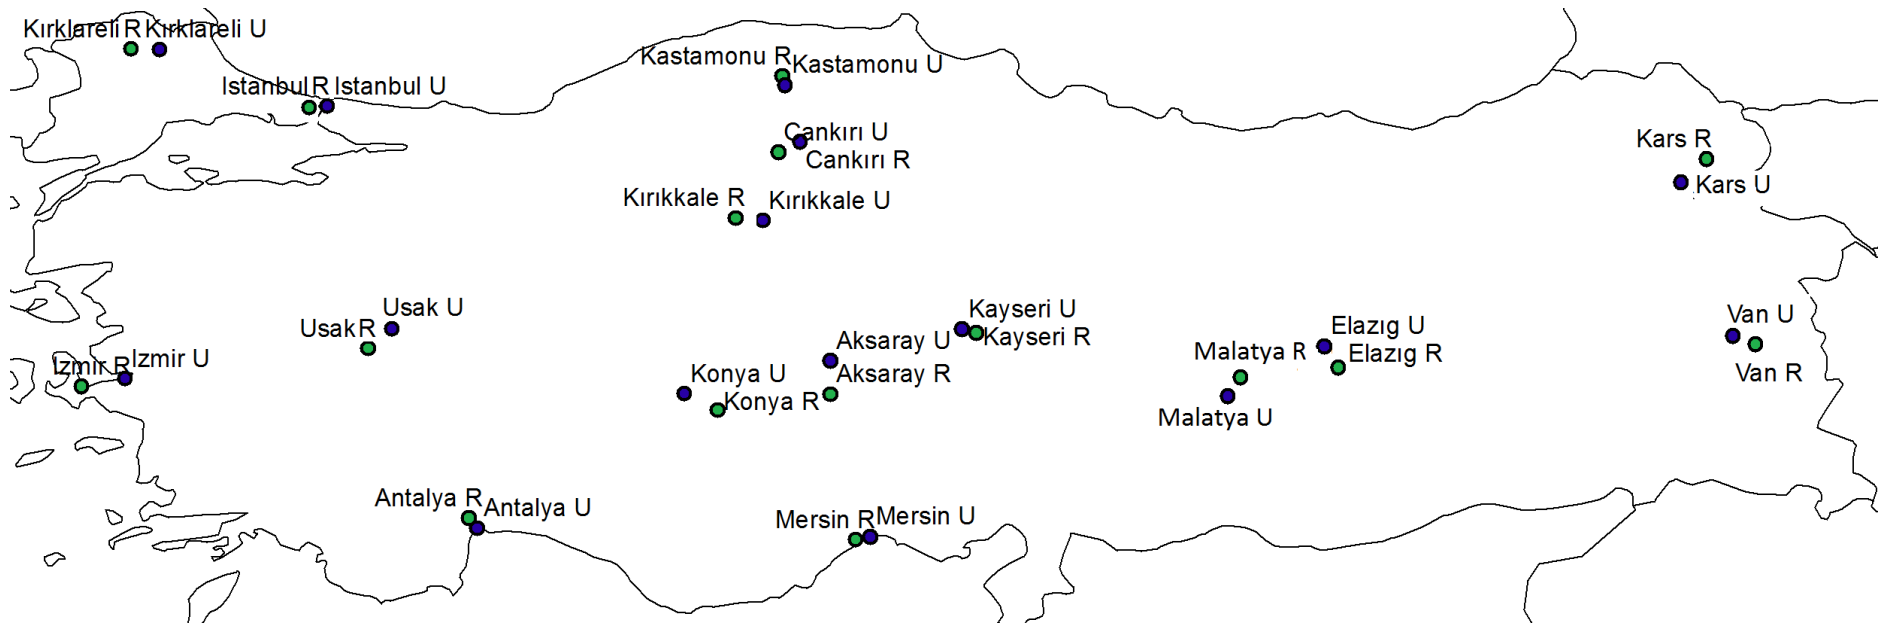 Kırklareli R Kırklareli U
Istanbul R Istanbul U
Kastamonu R
Kastamonu U
Cankırı U
Cankırı R
Kırıkkale R Kırıkkale U
Kars R
Kars U
Usak U
Usak R
Izmir R Izmir U
Kayseri U
Kayseri R
Aksaray U
Aksaray R
Konya U
Konya R
Elazıg U
Elazıg R
Malatya R
Malatya U
Van U
Van R
Antalya R Antalya U
Mersin R Mersin U